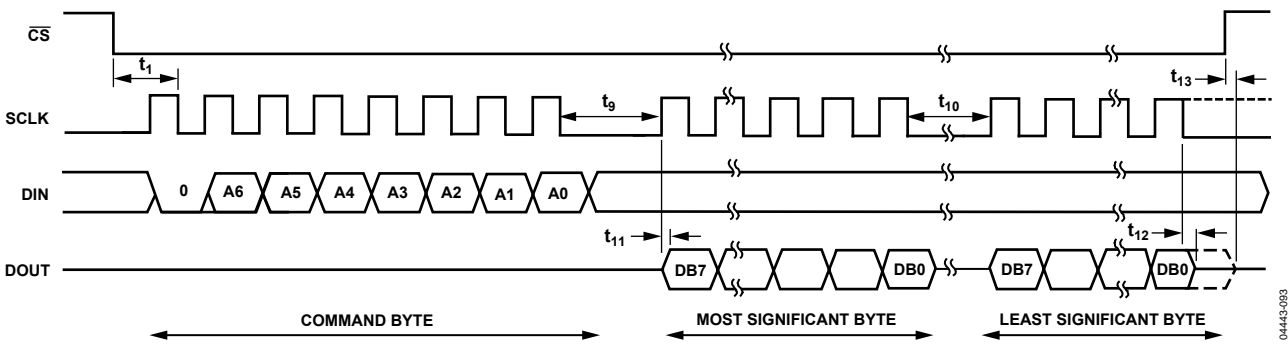 CS
t1
t13
SCLK
t9
t10
DIN
0 A6 A5 A4 A3 A2 A1 A0
t11
t12
DOUT
DB7 DB0 DB7 DB0
COMMAND BYTE MOST SIGNIFICANT BYTE LEAST SIGNIFICANT BYTE
04443-093